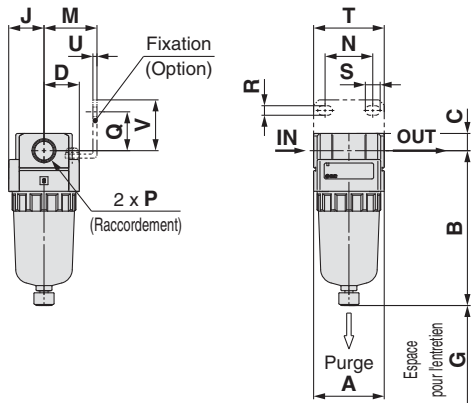 J
M
U
D
Fixation
(Option)
Q
V
2 x P
(Raccordement)
T
N
S
R
C
IN
OUT
B
Purge
A
Espace
pour l'entretien
G